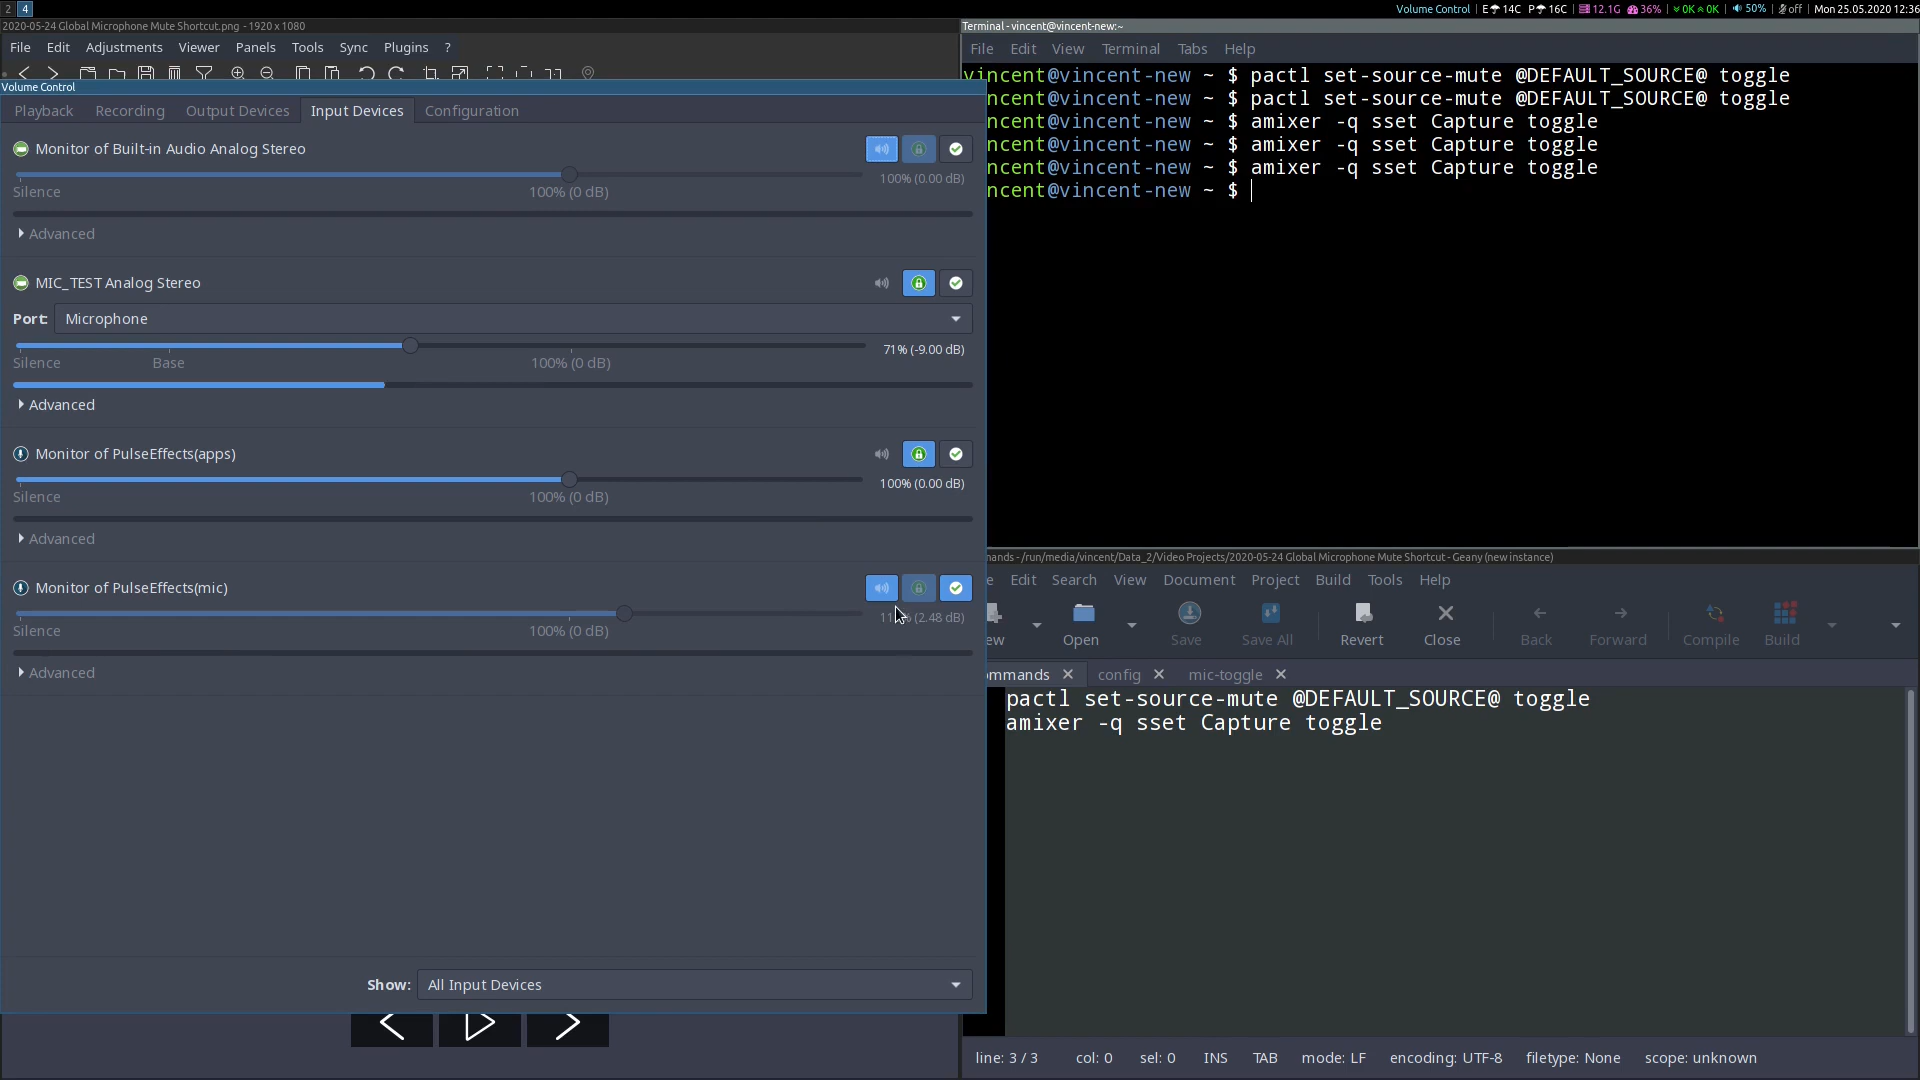 2 4
Volume Control E 14C P 16C 12.1G 36% 0K 0K 50% off Mon 25.05.2020 12:36
2020-05-24 Global Microphone Mute Shortcut.png - 1920 x 1080
File Edit Adjustments Viewer Panels Tools Sync Plugins ?
Volume Control
Playback Recording Output Devices Input Devices Configuration
Monitor of Built-in Audio Analog Stereo
100% (0.00 dB)
Silence 100% (0 dB)
Advanced
MIC_TEST Analog Stereo
Port: Microphone
71% (-9.00 dB)
Silence Base 100% (0 dB)
Advanced
Monitor of PulseEffects(apps)
100% (0.00 dB)
Silence 100% (0 dB)
Advanced
Monitor of PulseEffects(mic)
(2.48 dB)
Silence 100% (0 dB)
Advanced
Show: All Input Devices
Terminal - vincent@vincent-new:~
File Edit View Terminal Tabs Help
vincent@vincent-new ~ $ pactl set-source-mute @DEFAULT_SOURCE@ toggle
ncent@vincent-new ~ $ pactl set-source-mute @DEFAULT_SOURCE@ toggle
ncent@vincent-new ~ $ amixer -q sset Capture toggle
ncent@vincent-new ~ $ amixer -q sset Capture toggle
ncent@vincent-new ~ $ amixer -q sset Capture toggle
ncent@vincent-new ~ $
ands - /run/media/vincent/Data_2/Video Projects/2020-05-24 Global Microphone Mute Shortcut - Geany (new instance)
e Edit Search View Document Project Build Tools Help
ew Open Save Save All Revert Close Back Forward Compile Build
ommands config mic-toggle
pactl set-source-mute @DEFAULT_SOURCE@ toggle
amixer -q sset Capture toggle
line: 3 / 3 col: 0 sel: 0 INS TAB mode: LF encoding: UTF-8 filetype: None scope: unknown